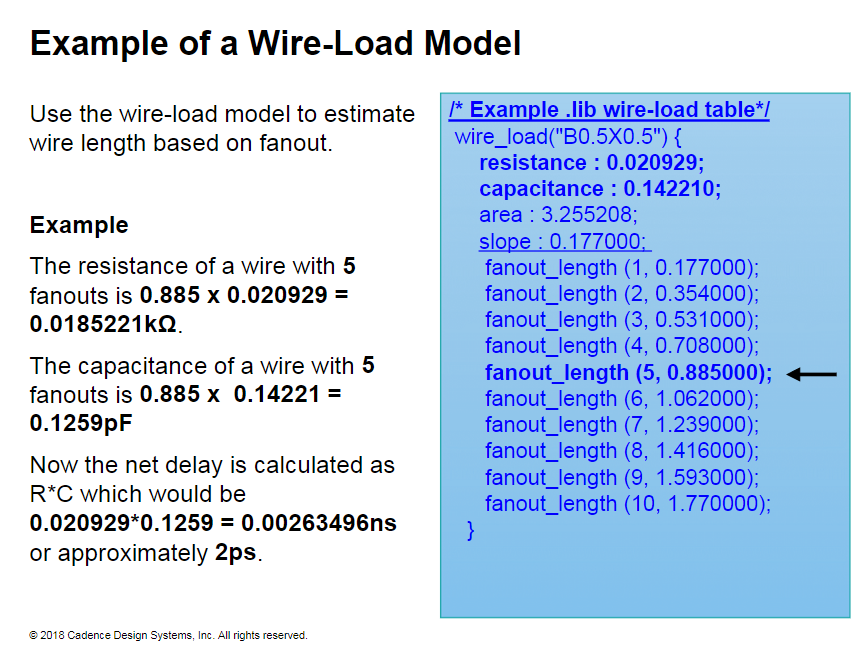 Example of a Wire-Load Model
Use the wire-load model to estimate
wire length based on fanout.
Example
The resistance of a wire with 5
fanouts is 0.885 x 0.020929 =
0.0185221kΩ.
The capacitance of a wire with 5
fanouts is 0.885 x  0.14221 =
0.1259pF
Now the net delay is calculated as
R*C which would be
0.020929*0.1259 = 0.00263496ns
or approximately 2ps.
/* Example .lib wire-load table*/
wire_load("B0.5X0.5") {
resistance : 0.020929;
capacitance : 0.142210;
area : 3.255208;
slope : 0.177000;
fanout_length (1, 0.177000);
fanout_length (2, 0.354000);
fanout_length (3, 0.531000);
fanout_length (4, 0.708000);
fanout_length (5, 0.885000);
fanout_length (6, 1.062000);
fanout_length (7, 1.239000);
fanout_length (8, 1.416000);
fanout_length (9, 1.593000);
fanout_length (10, 1.770000);
}
© 2018 Cadence Design Systems, Inc. All rights reserved.